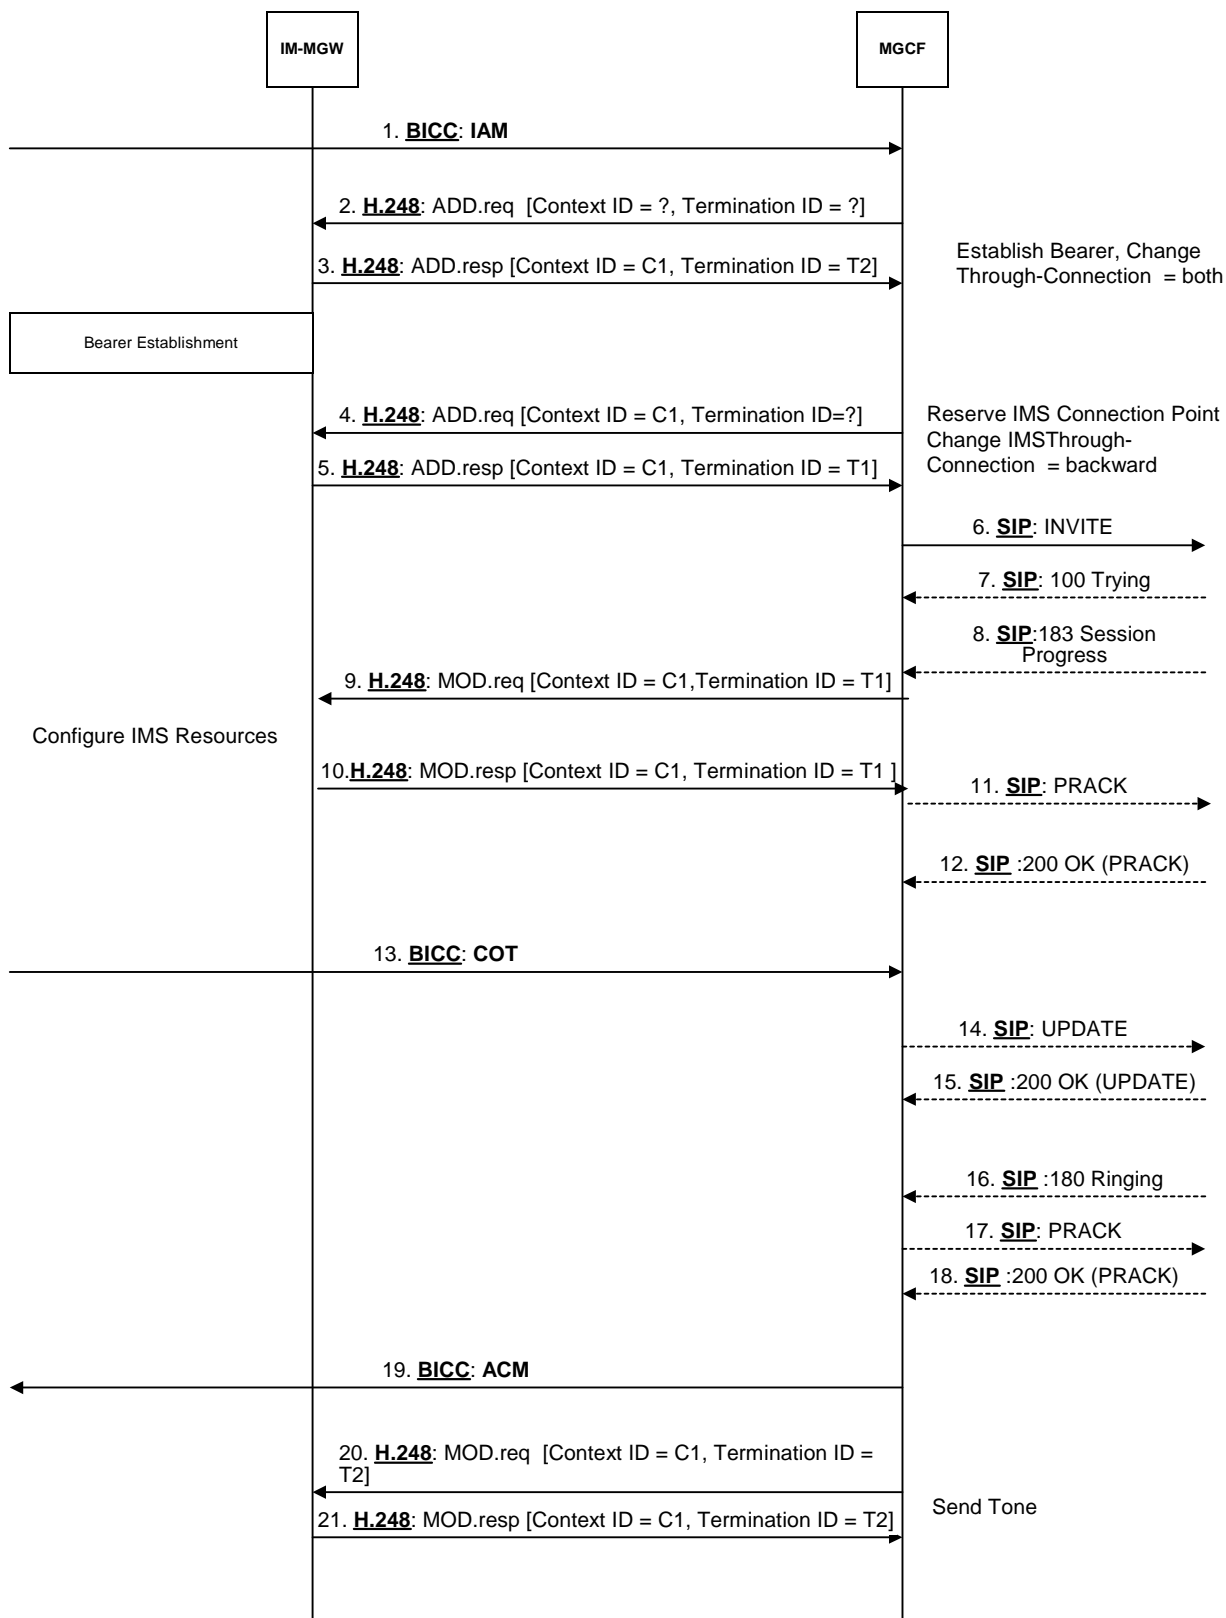 IM-MGW
MGCF
1. BICC: IAM
2. H.248: ADD.req [Context ID = ?, Termination ID = ?]
Establish Bearer, Change
Through-Connection = both
3. H.248: ADD.resp [Context ID = C1, Termination ID = T2]
Bearer Establishment
4. H.248: ADD.req [Context ID = C1, Termination ID=?]
Reserve IMS Connection Point
Change IMSThrough-
Connection = backward
5. H.248: ADD.resp [Context ID = C1, Termination ID = T1]
6. SIP: INVITE
7. SIP: 100 Trying
8. SIP:183 Session
Progress
9. H.248: MOD.req [Context ID = C1,Termination ID = T1]
Configure IMS Resources
10.H.248: MOD.resp [Context ID = C1, Termination ID = T1 ]
11. SIP: PRACK
12. SIP :200 OK (PRACK)
13. BICC: COT
14. SIP: UPDATE
15. SIP :200 OK (UPDATE)
16. SIP :180 Ringing
17. SIP: PRACK
18. SIP :200 OK (PRACK)
19. BICC: ACM
20. H.248: MOD.req [Context ID = C1, Termination ID =
T2]
Send Tone
21. H.248: MOD.resp [Context ID = C1, Termination ID = T2]